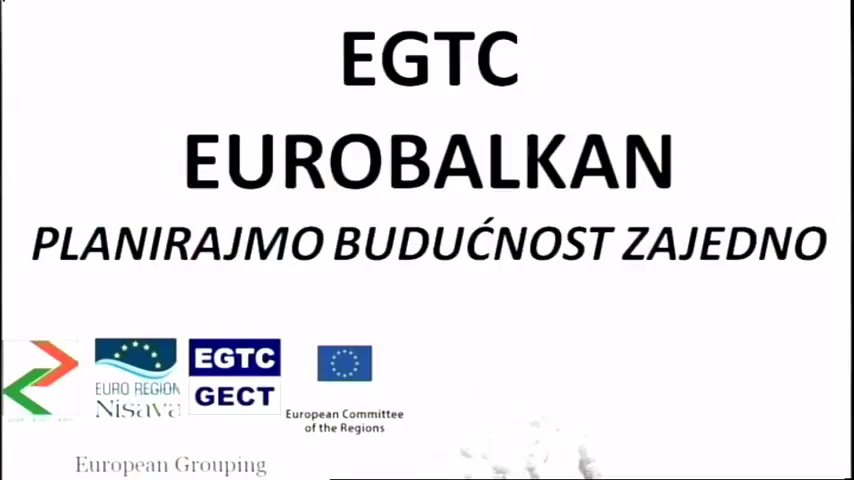 EGTC
EUROBALKAN
PLANIRAJMO BUDUĆNOST ZAJEDNO
EURO REGION
Nisava
EGTC
GECT
European Committee
of the Regions
European Grouping